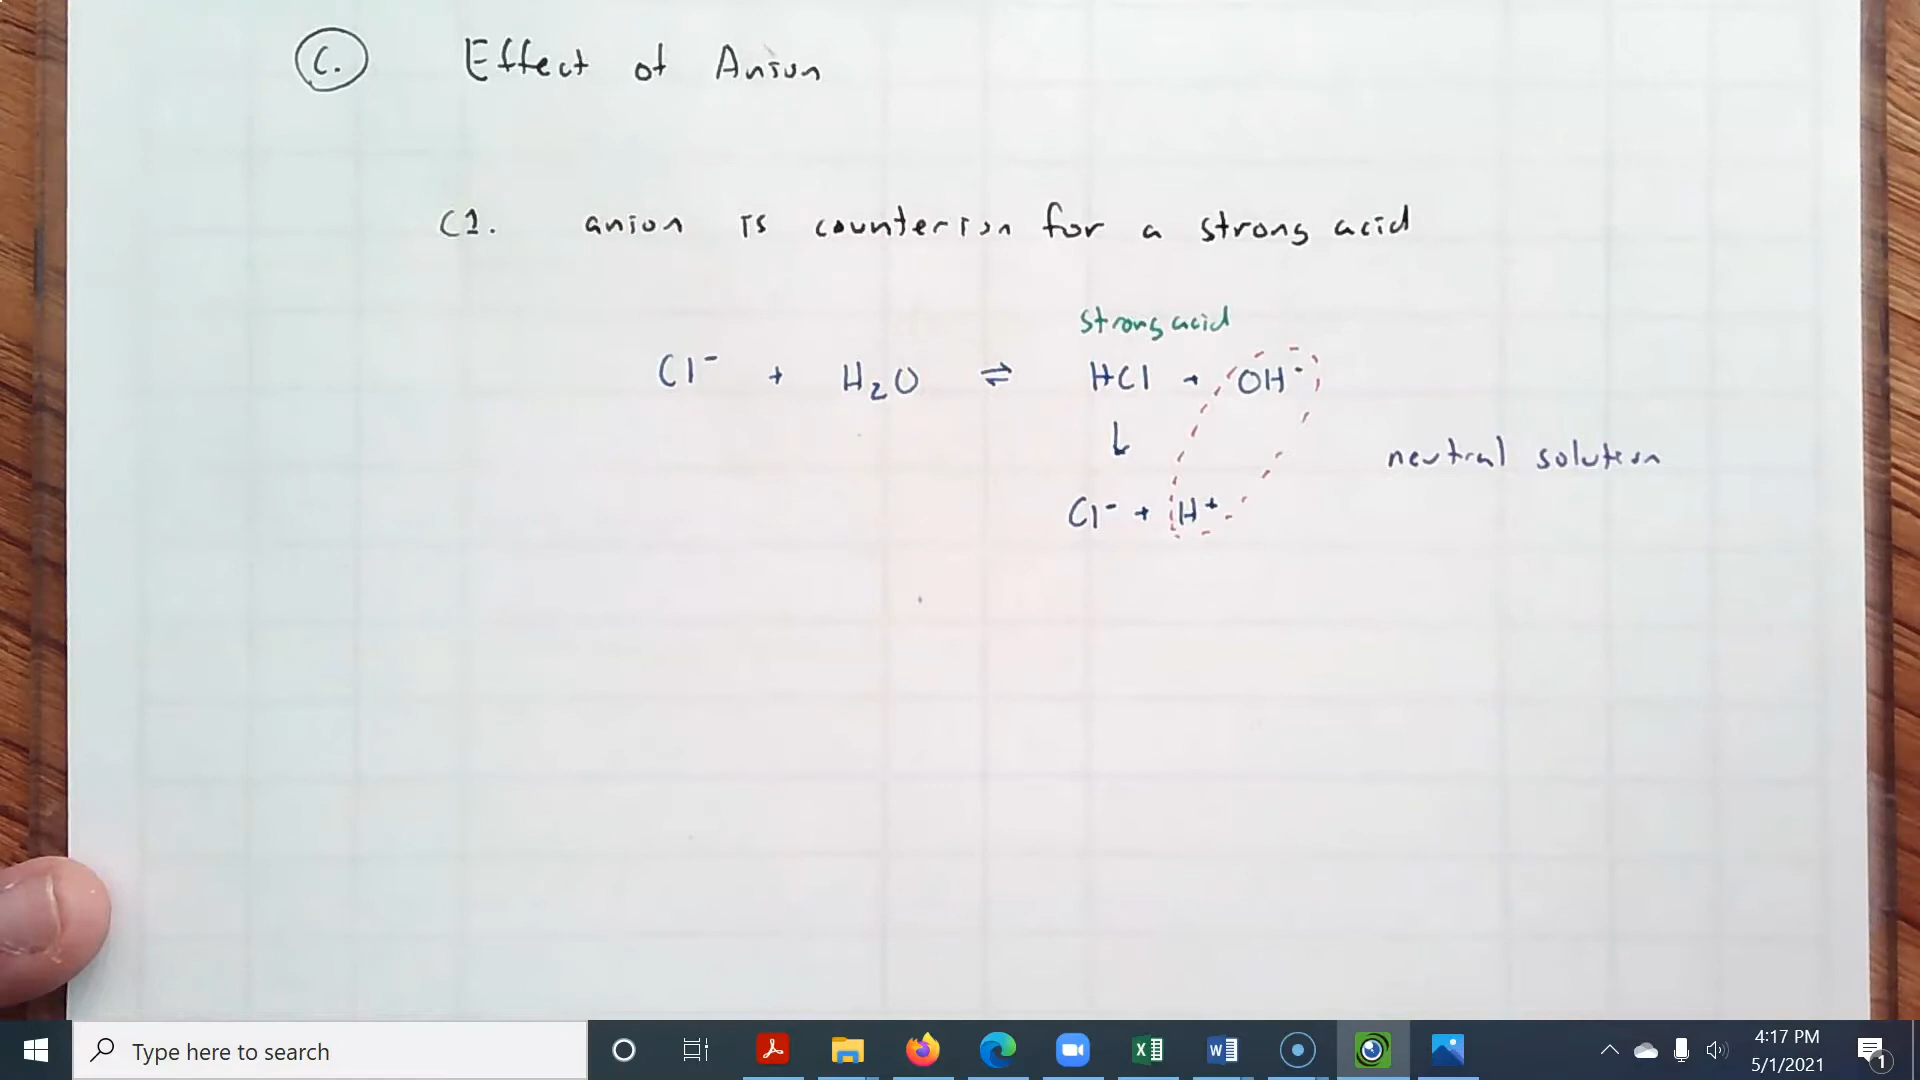 C. Effect of Anion
C1. anion is counterion for a strong acid
strong acid
Cl⁻ + H₂O ⇌ HCl + OH⁻
↓
neutral solution
Cl⁻ + H⁺
Type here to search
4:17 PM
5/1/2021
1